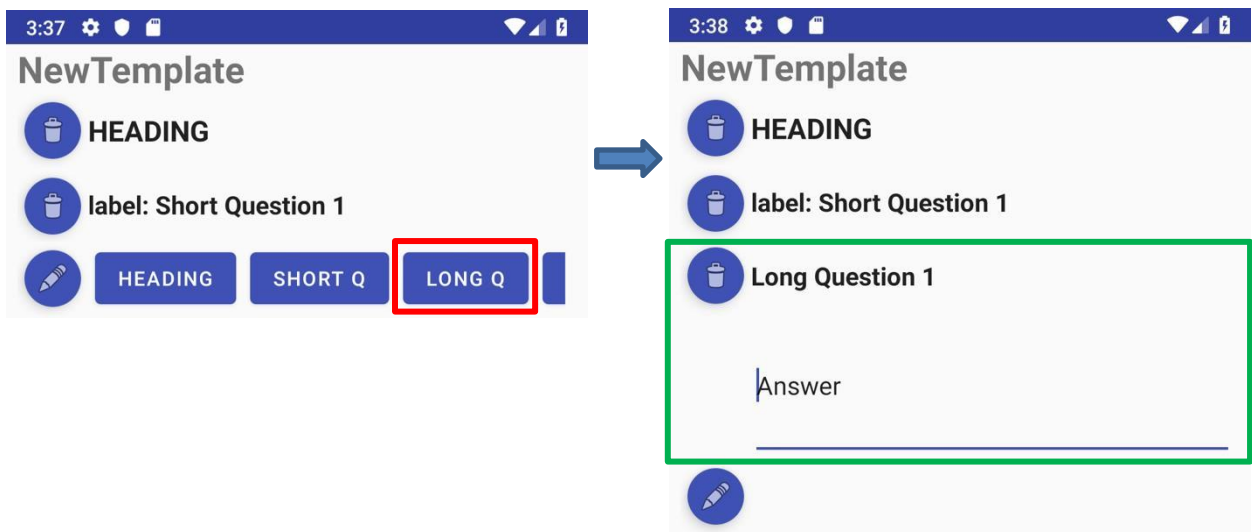 3:37
NewTemplate
HEADING
label: Short Question 1
HEADING SHORT Q LONG Q
3:38
NewTemplate
HEADING
label: Short Question 1
Long Question 1
Answer